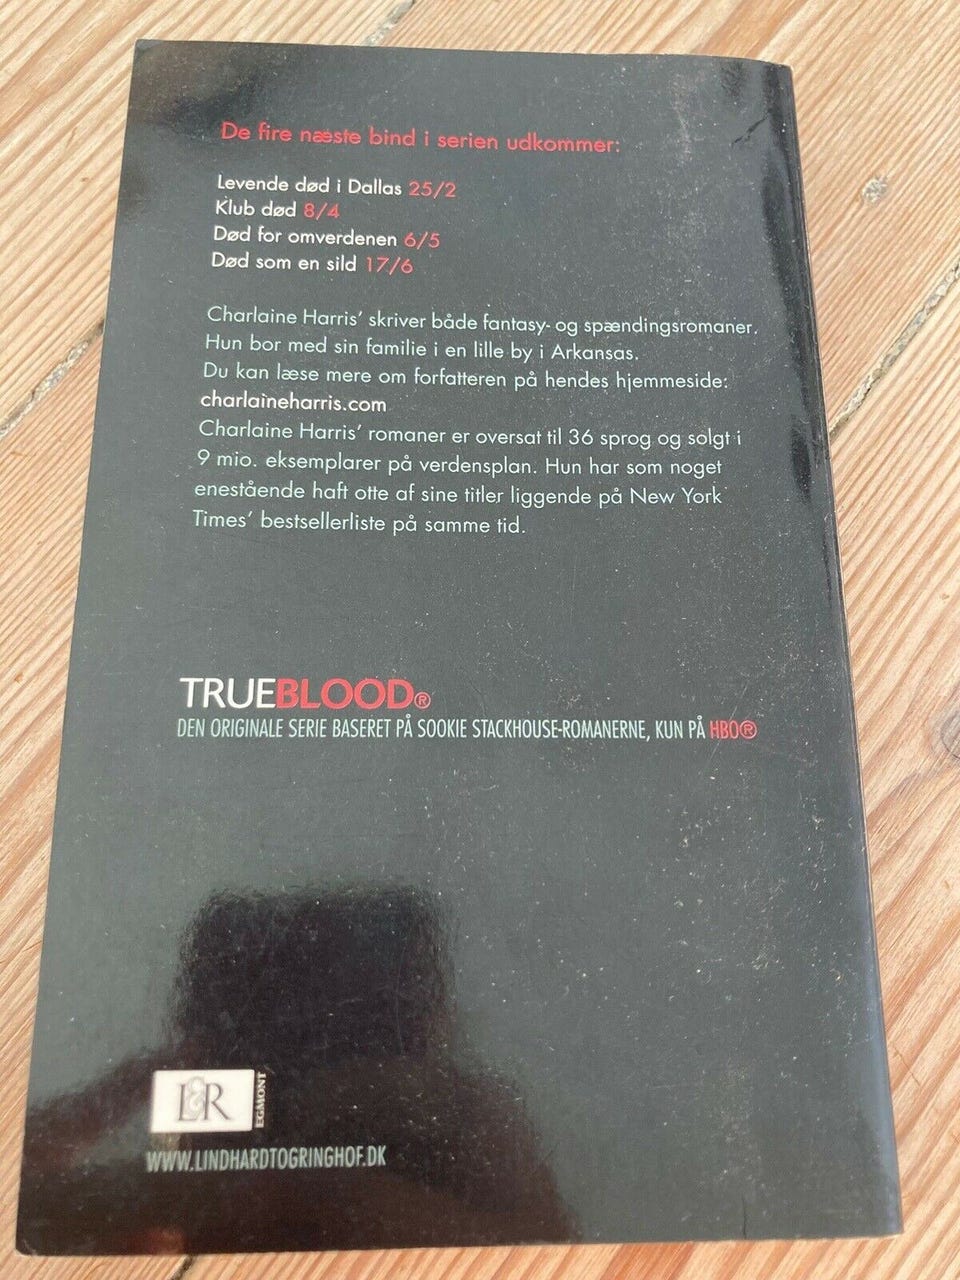 De fire næste bind i serien udkommer:
Levende død i Dallas 25/2
Klub død 8/4
Død for omverdenen 6/5
Død som en sild 17/6
Charlaine Harris’ skriver både fantasy- og spændingsromaner.
Hun bor med sin familie i en lille by i Arkansas.
Du kan læse mere om forfatteren på hendes hjemmeside:
charlaineharris.com
Charlaine Harris’ romaner er oversat til 36 sprog og solgt i
9 mio. eksemplarer på verdensplan. Hun har som noget
enestående haft otte af sine titler liggende på New York
Times’ bestsellerliste på samme tid.
TRUEBLOOD®
DEN ORIGINALE SERIE BASERET PÅ SOOKIE STACKHOUSE-ROMANERNE, KUN PÅ HBO®
L&R
EGMONT
WWW.LINDHARDTOGRINGHOF.DK